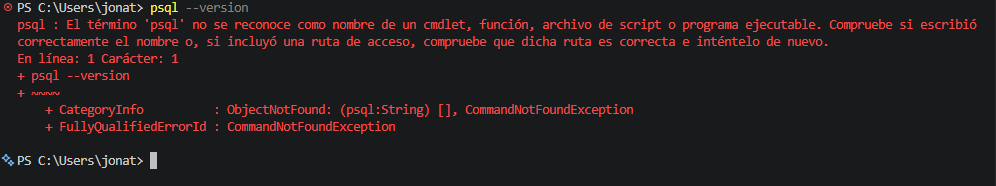 PS C:\Users\jonat> psql --version
psql : El término 'psql' no se reconoce como nombre de un cmdlet, función, archivo de script o programa ejecutable. Compruebe si escribió
correctamente el nombre o, si incluyó una ruta de acceso, compruebe que dicha ruta es correcta e inténtelo de nuevo.
En línea: 1 Carácter: 1
+ psql --version
+ ~~~~
    + CategoryInfo          : ObjectNotFound: (psql:String) [], CommandNotFoundException
    + FullyQualifiedErrorId : CommandNotFoundException
PS C:\Users\jonat>